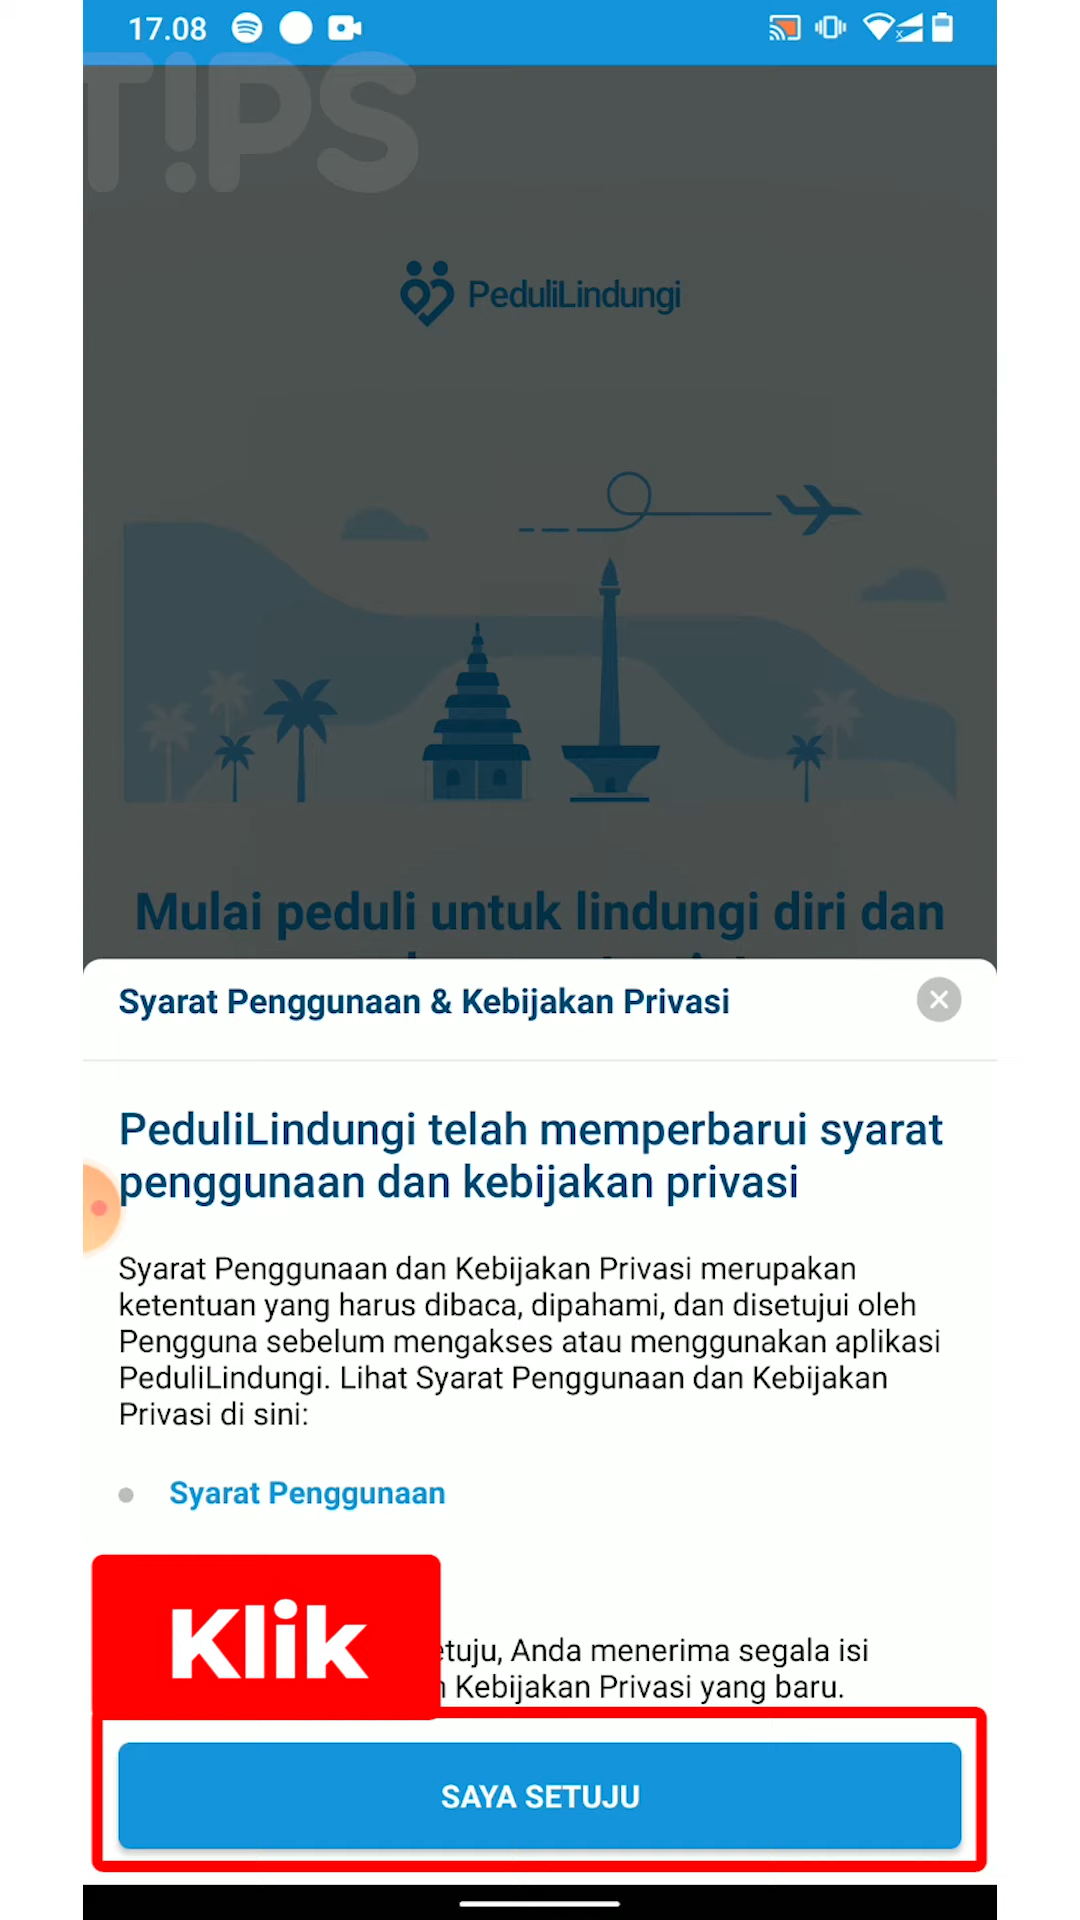 17.08
T!PS
PeduliLindungi
Mulai peduli untuk lindungi diri dan
Syarat Penggunaan & Kebijakan Privasi
PeduliLindungi telah memperbarui syarat
penggunaan dan kebijakan privasi
Syarat Penggunaan dan Kebijakan Privasi merupakan
ketentuan yang harus dibaca, dipahami, dan disetujui oleh
Pengguna sebelum mengakses atau menggunakan aplikasi
PeduliLindungi. Lihat Syarat Penggunaan dan Kebijakan
Privasi di sini:
Syarat Penggunaan
Klik
etuju, Anda menerima segala isi
Kebijakan Privasi yang baru.
SAYA SETUJU